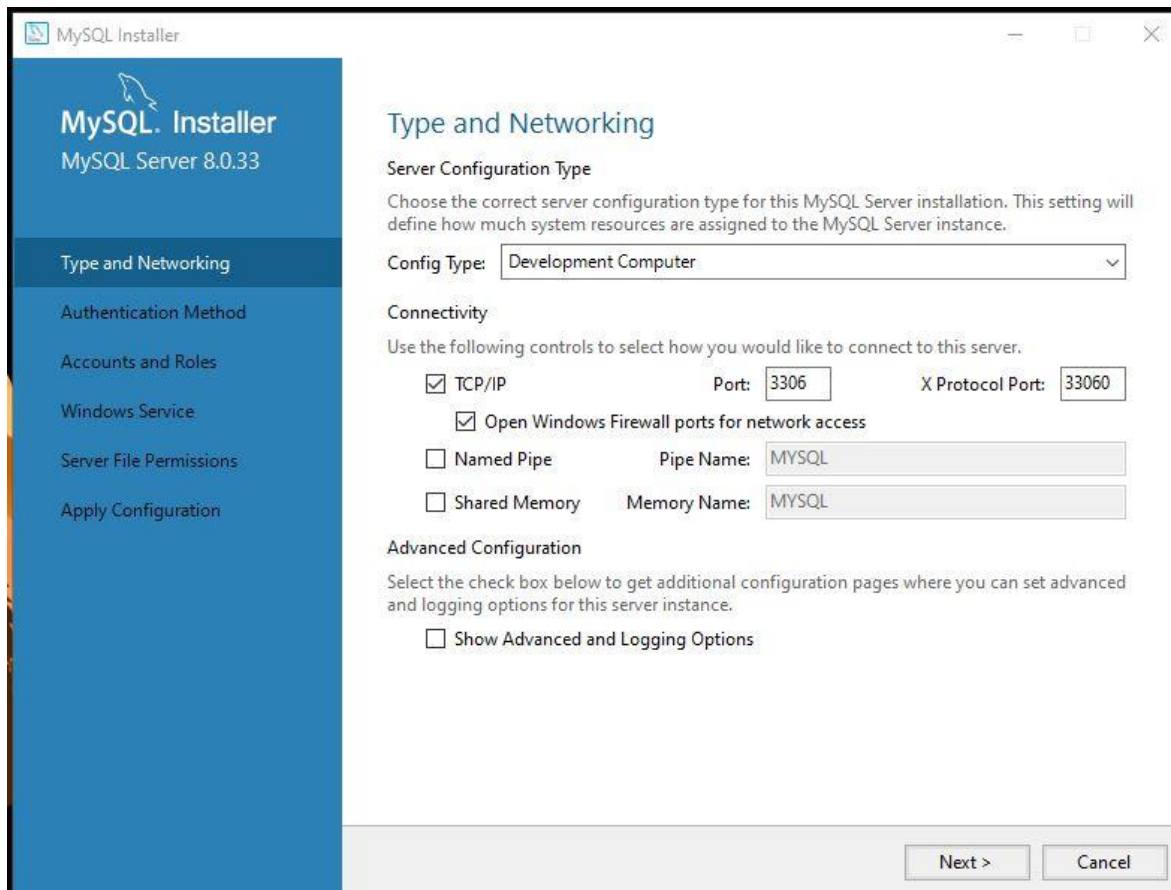 MySQL Installer
MySQL. Installer
MySQL Server 8.0.33
Type and Networking
Authentication Method
Accounts and Roles
Windows Service
Server File Permissions
Apply Configuration
Type and Networking
Server Configuration Type
Choose the correct server configuration type for this MySQL Server installation. This setting will
define how much system resources are assigned to the MySQL Server instance.
Config Type: Development Computer
Connectivity
Use the following controls to select how you would like to connect to this server.
TCP/IP Port: 3306 X Protocol Port: 33060
Open Windows Firewall ports for network access
Named Pipe Pipe Name: MYSQL
Shared Memory Memory Name: MYSQL
Advanced Configuration
Select the check box below to get additional configuration pages where you can set advanced
and logging options for this server instance.
Show Advanced and Logging Options
Next > Cancel